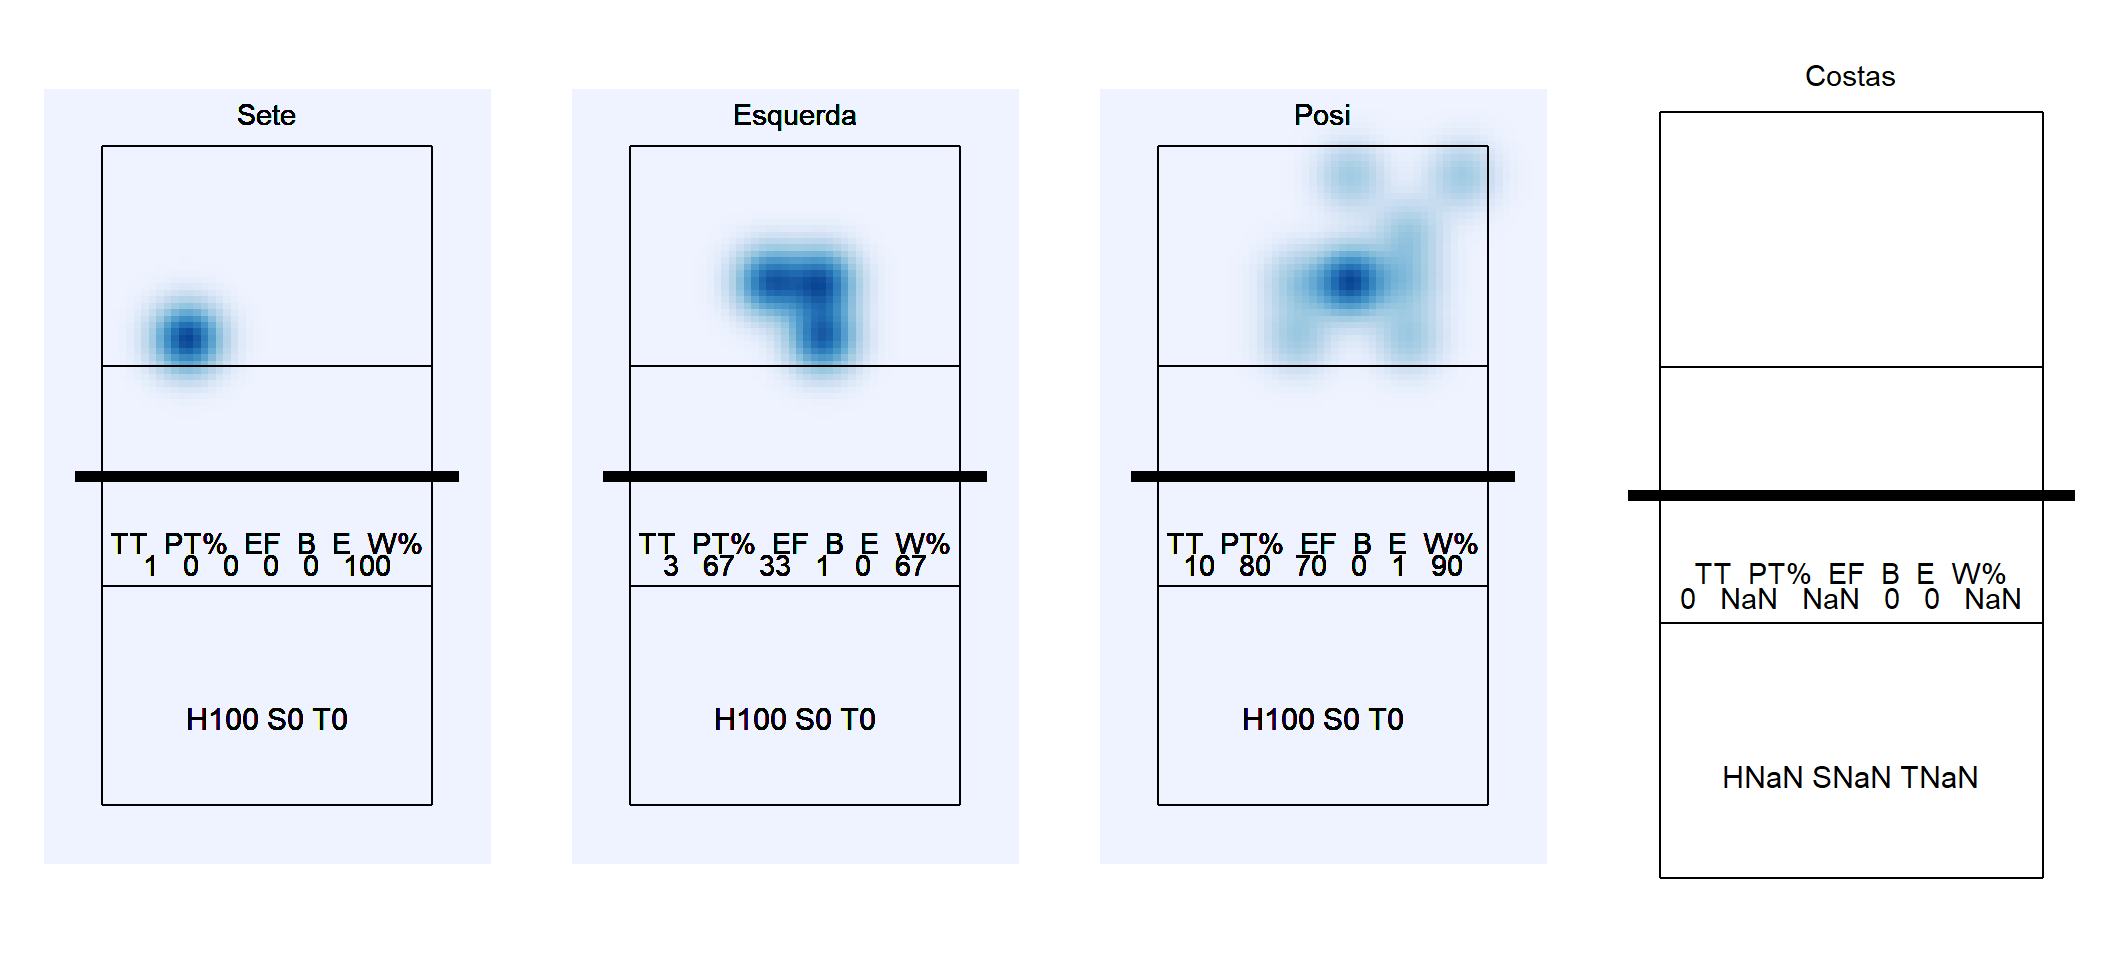 Sete
TT PT% EF B E W%
1 0 0 0 0 100
H100 S0 T0
Esquerda
TT PT% EF B E W%
3 67 33 1 0 67
H100 S0 T0
Posi
TT PT% EF B E W%
10 80 70 0 1 90
H100 S0 T0
Costas
TT PT% EF B E W%
0 NaN NaN 0 0 NaN
HNaN SNaN TNaN